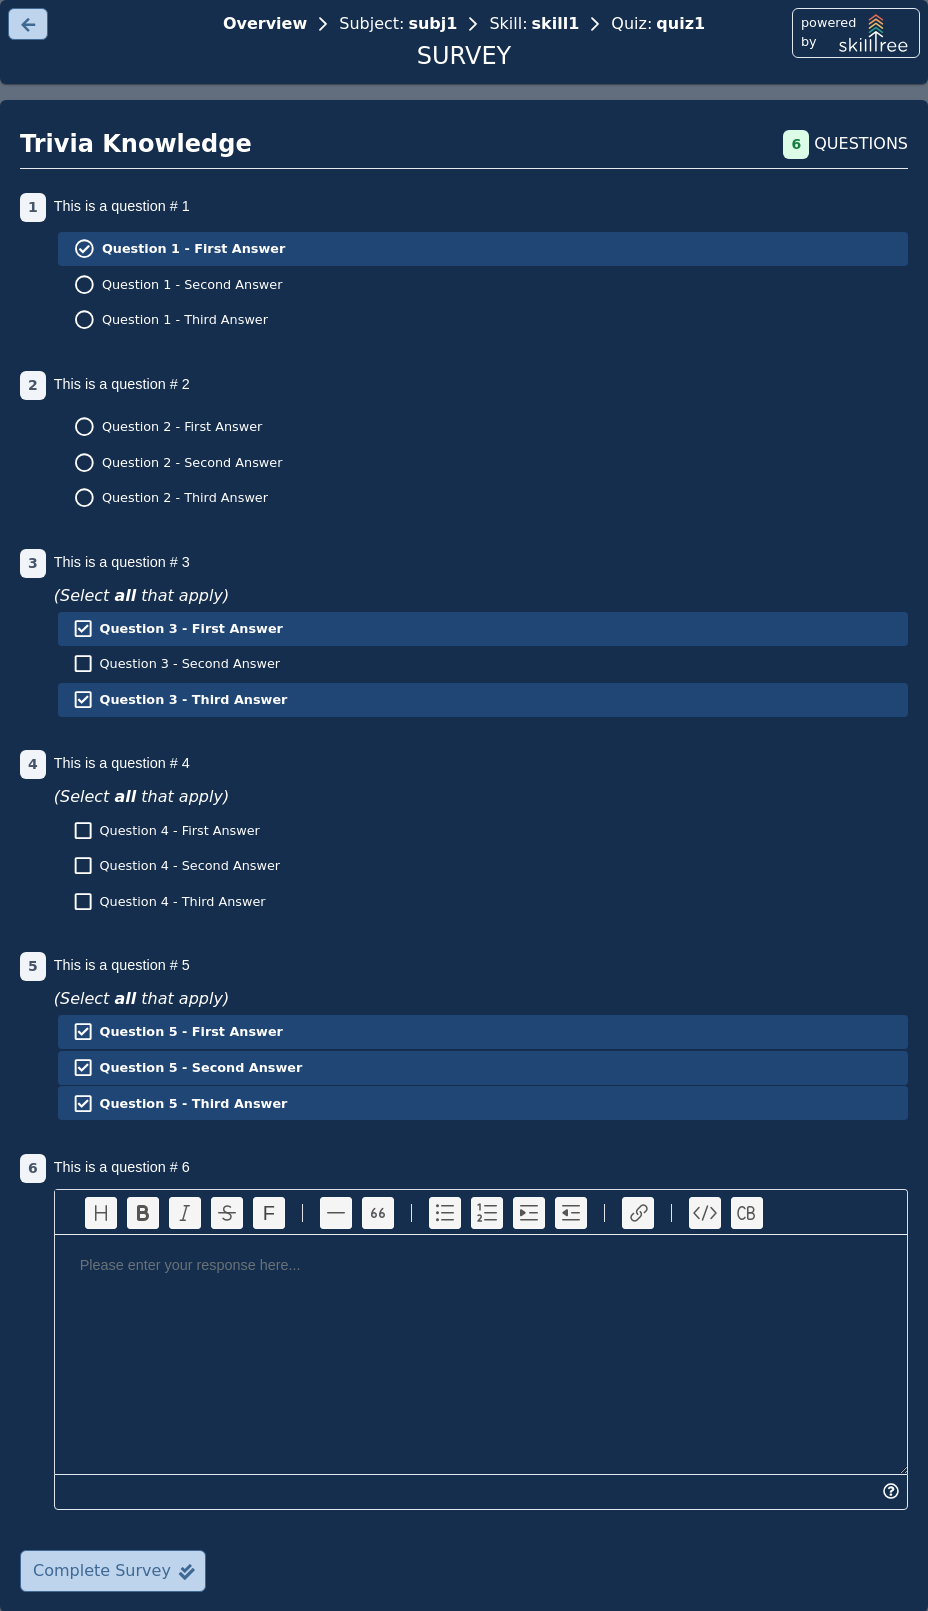 Overview > Subject: subj1 > Skill: skill1 > Quiz: quiz1
SURVEY
powered by skilltree
Trivia Knowledge
6 QUESTIONS
1 This is a question # 1
Question 1 - First Answer
Question 1 - Second Answer
Question 1 - Third Answer
2 This is a question # 2
Question 2 - First Answer
Question 2 - Second Answer
Question 2 - Third Answer
3 This is a question # 3
(Select all that apply)
Question 3 - First Answer
Question 3 - Second Answer
Question 3 - Third Answer
4 This is a question # 4
(Select all that apply)
Question 4 - First Answer
Question 4 - Second Answer
Question 4 - Third Answer
5 This is a question # 5
(Select all that apply)
Question 5 - First Answer
Question 5 - Second Answer
Question 5 - Third Answer
6 This is a question # 6
H B I S F — 66 </> CB
Please enter your response here...
Complete Survey